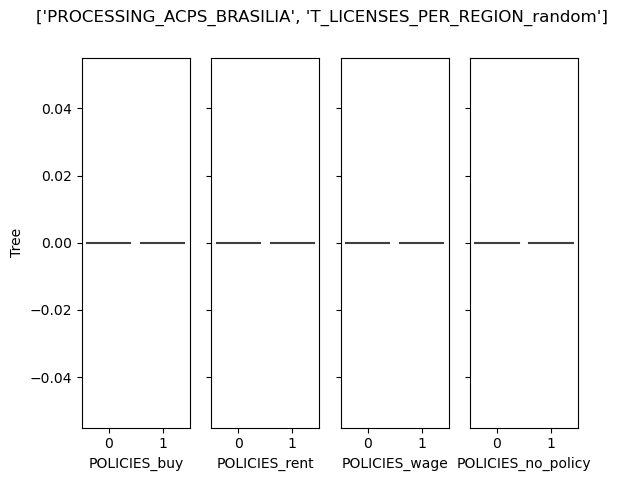 ['PROCESSING_ACPS_BRASILIA', 'T_LICENSES_PER_REGION_random']
Tree
0.04
0.02
0.00
−0.02
−0.04
0 1 0 1 0 1 0 1
POLICIES_buy POLICIES_rent POLICIES_wage POLICIES_no_policy